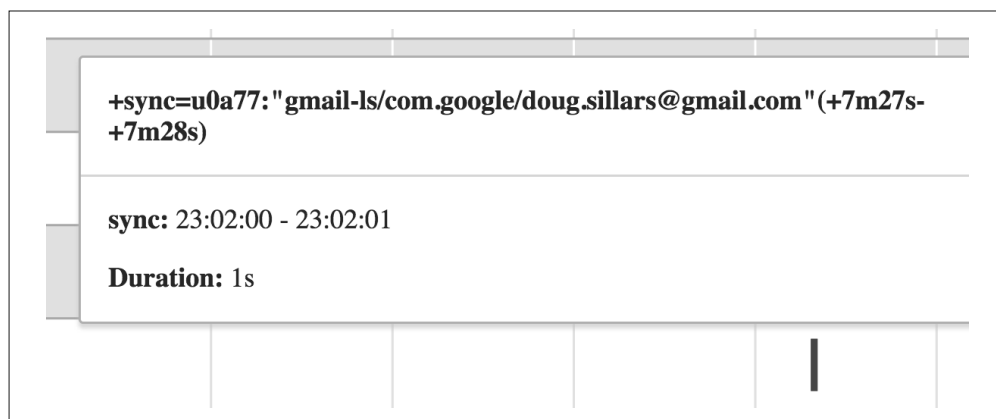 +sync=u0a77:"gmail-ls/com.google/doug.sillars@gmail.com"(+7m27s-
+7m28s)
sync: 23:02:00 - 23:02:01
Duration: 1s